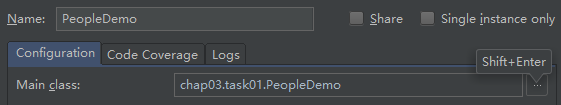 Name: PeopleDemo Share Single instance only
Configuration Code Coverage Logs
Shift+Enter
Main class: chap03.task01.PeopleDemo ...